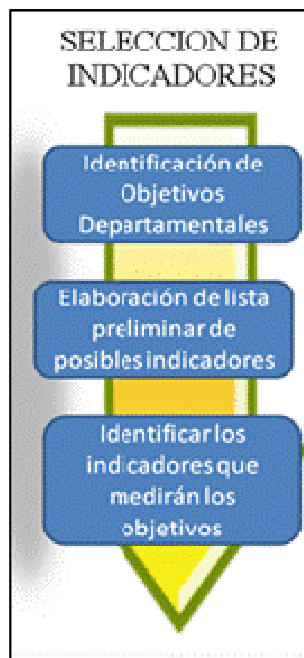 SELECCION DE
INDICADORES
Identificación de
Objetivos
Departamentales
Elaboración de lista
preliminar de
posibles indicadores
Identificar los
indicadores que
medirán los
objetivos